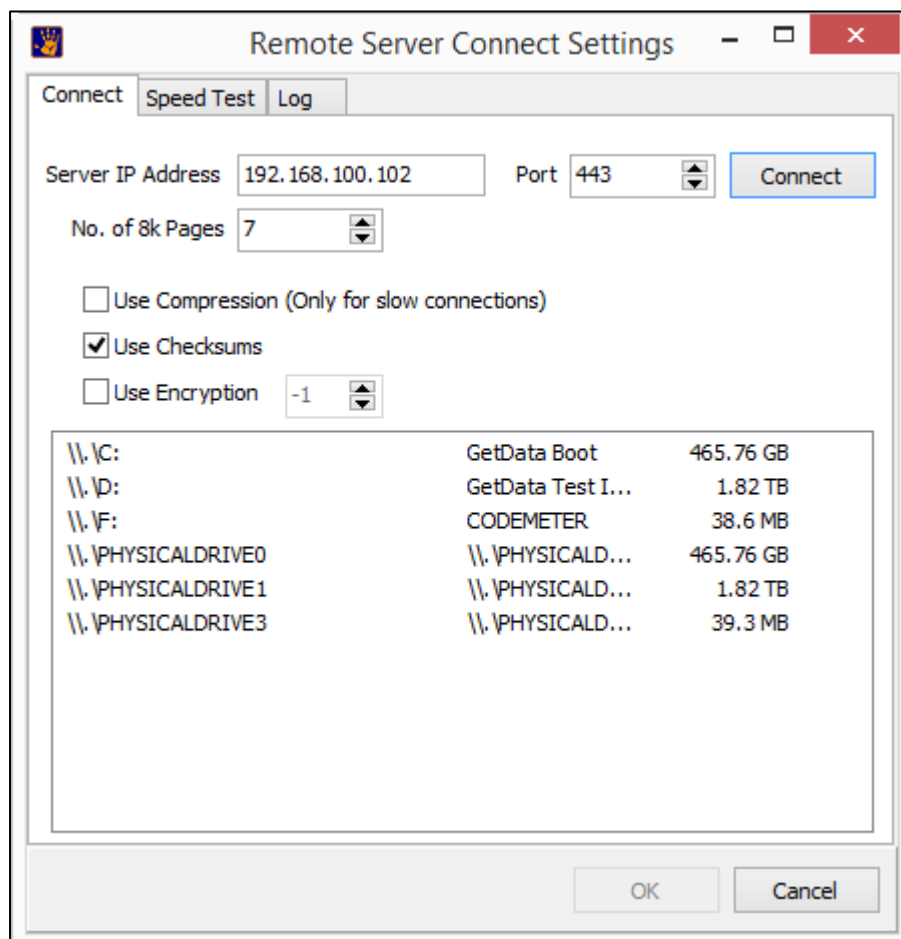 Remote Server Connect Settings
Connect Speed Test Log
Server IP Address 192.168.100.102 Port 443 Connect
No. of 8k Pages 7
Use Compression (Only for slow connections)
Use Checksums
Use Encryption -1
\\.\C: GetData Boot 465.76 GB
\\.\D: GetData Test I... 1.82 TB
\\.\F: CODEMETER 38.6 MB
\\.\PHYSICALDRIVE0 \\.\PHYSICALD... 465.76 GB
\\.\PHYSICALDRIVE1 \\.\PHYSICALD... 1.82 TB
\\.\PHYSICALDRIVE3 \\.\PHYSICALD... 39.3 MB
OK Cancel